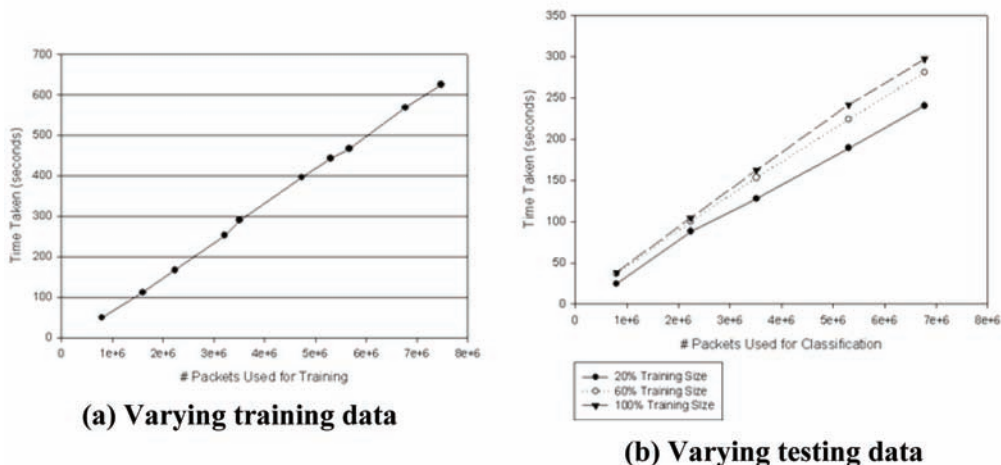 700
600
500
400
300
200
100
0
Time Taken (seconds)
0 1e+6 2e+6 3e+6 4e+6 5e+6 6e+6 7e+6 8e+6
# Packets Used for Training
(a) Varying training data
350
300
250
200
150
100
50
0
Time Taken (seconds)
0 1e+6 2e+6 3e+6 4e+6 5e+6 6e+6 7e+6 8e+6
# Packets Used for Classification
20% Training Size
60% Training Size
100% Training Size
(b) Varying testing data